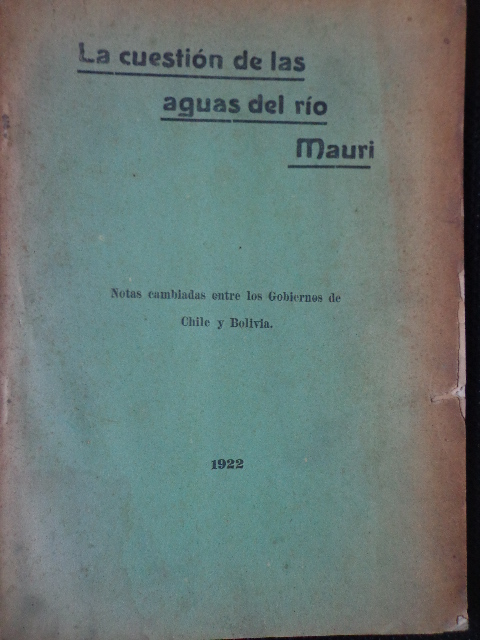 La cuestión de las
aguas del río
Mauri
Notas cambiadas entre los Gobiernos de
Chile y Bolivia.
1922